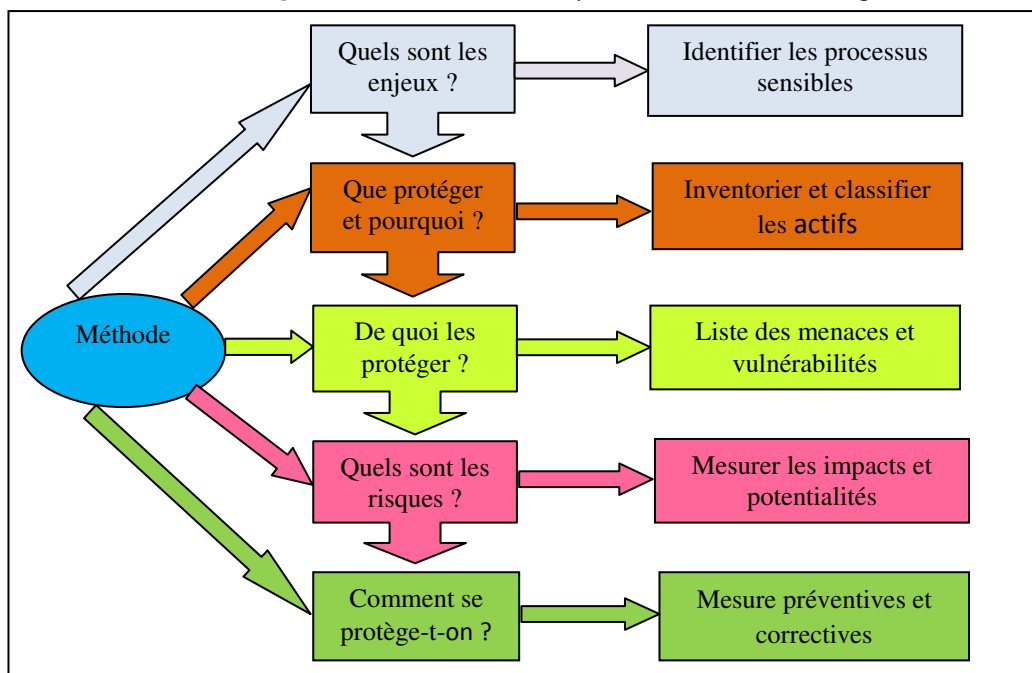 Quels sont les
enjeux ?
Identifier les processus
sensibles
Que protéger
et pourquoi ?
Inventorier et classifier
les actifs
Méthode
De quoi les
protéger ?
Liste des menaces et
vulnérabilités
Quels sont les
risques ?
Mesurer les impacts et
potentialités
Comment se
protège-t-on ?
Mesure préventives et
correctives